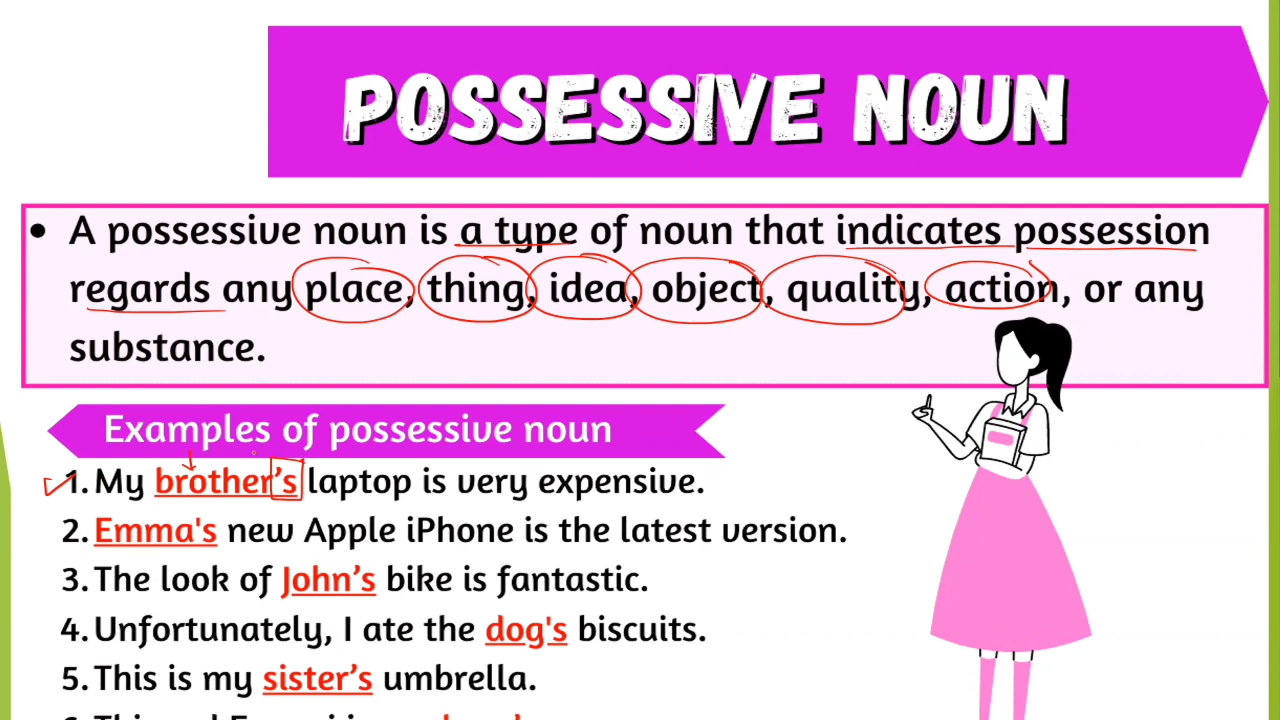 POSSESSIVE NOUN
• A possessive noun is a type of noun that indicates possession
regards any place, thing, idea, object, quality, action, or any
substance.
Examples of possessive noun
1. My brother's laptop is very expensive.
2. Emma's new Apple iPhone is the latest version.
3. The look of John's bike is fantastic.
4. Unfortunately, I ate the dog's biscuits.
5. This is my sister's umbrella.